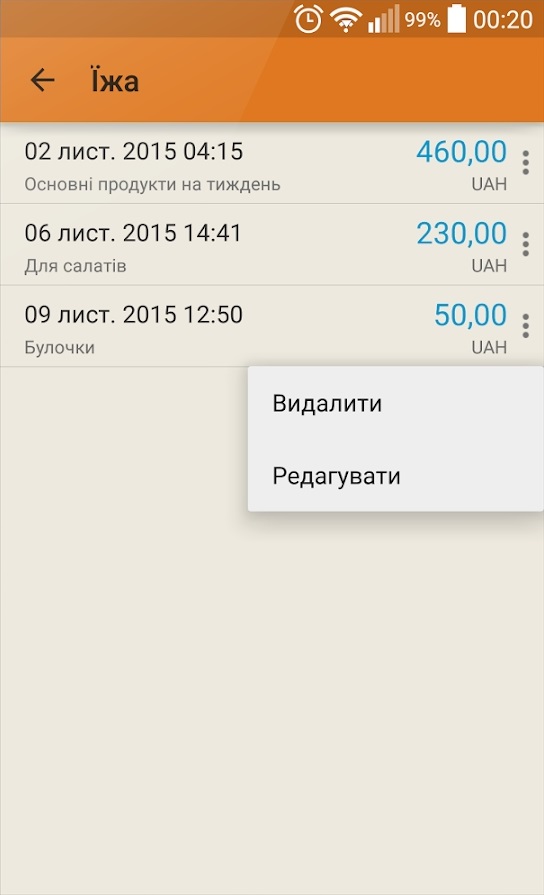 99% 00:20
Їжа
02 лист. 2015 04:15 460,00
Основні продукти на тиждень UAH
06 лист. 2015 14:41 230,00
Для салатів UAH
09 лист. 2015 12:50 50,00
Булочки UAH
Видалити
Редагувати